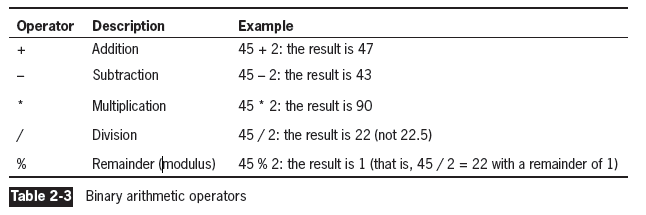 Operator Description Example
+ Addition 45 + 2: the result is 47
– Subtraction 45 – 2: the result is 43
* Multiplication 45 * 2: the result is 90
/ Division 45 / 2: the result is 22 (not 22.5)
% Remainder (modulus) 45 % 2: the result is 1 (that is, 45 / 2 = 22 with a remainder of 1)
Table 2-3 Binary arithmetic operators